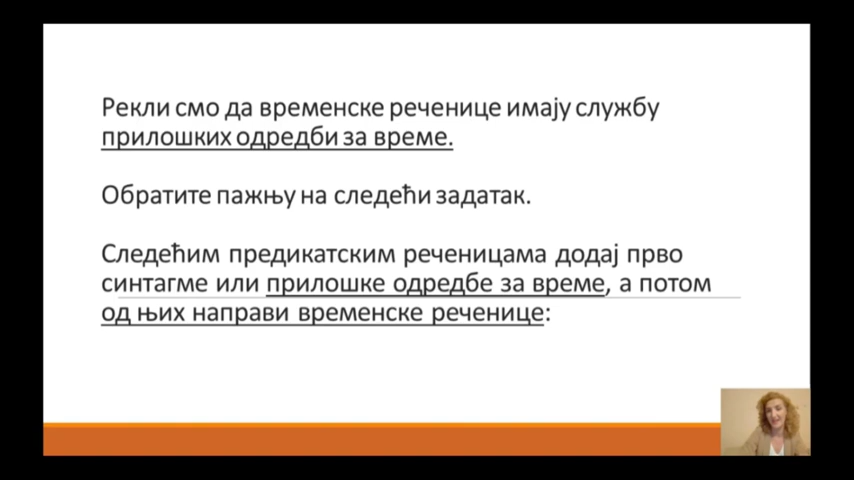 Рекли смо да временске реченице имају службу
прилошких одредби за време.
Обратите пажњу на следећи задатак.
Следећим предикатским реченицама додај прво
синтагме или прилошке одредбе за време, а потом
од њих направи временске реченице: